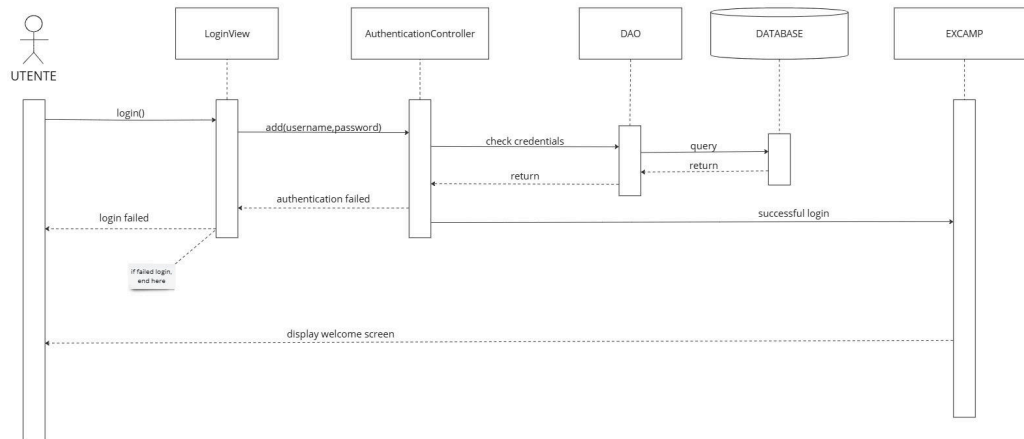 UTENTE
LoginView
AuthenticationController
DAO
DATABASE
EXCAMP
login()
add(username,password)
check credentials
query
return
return
authentication failed
login failed
successful login
if failed login,
end here
display welcome screen